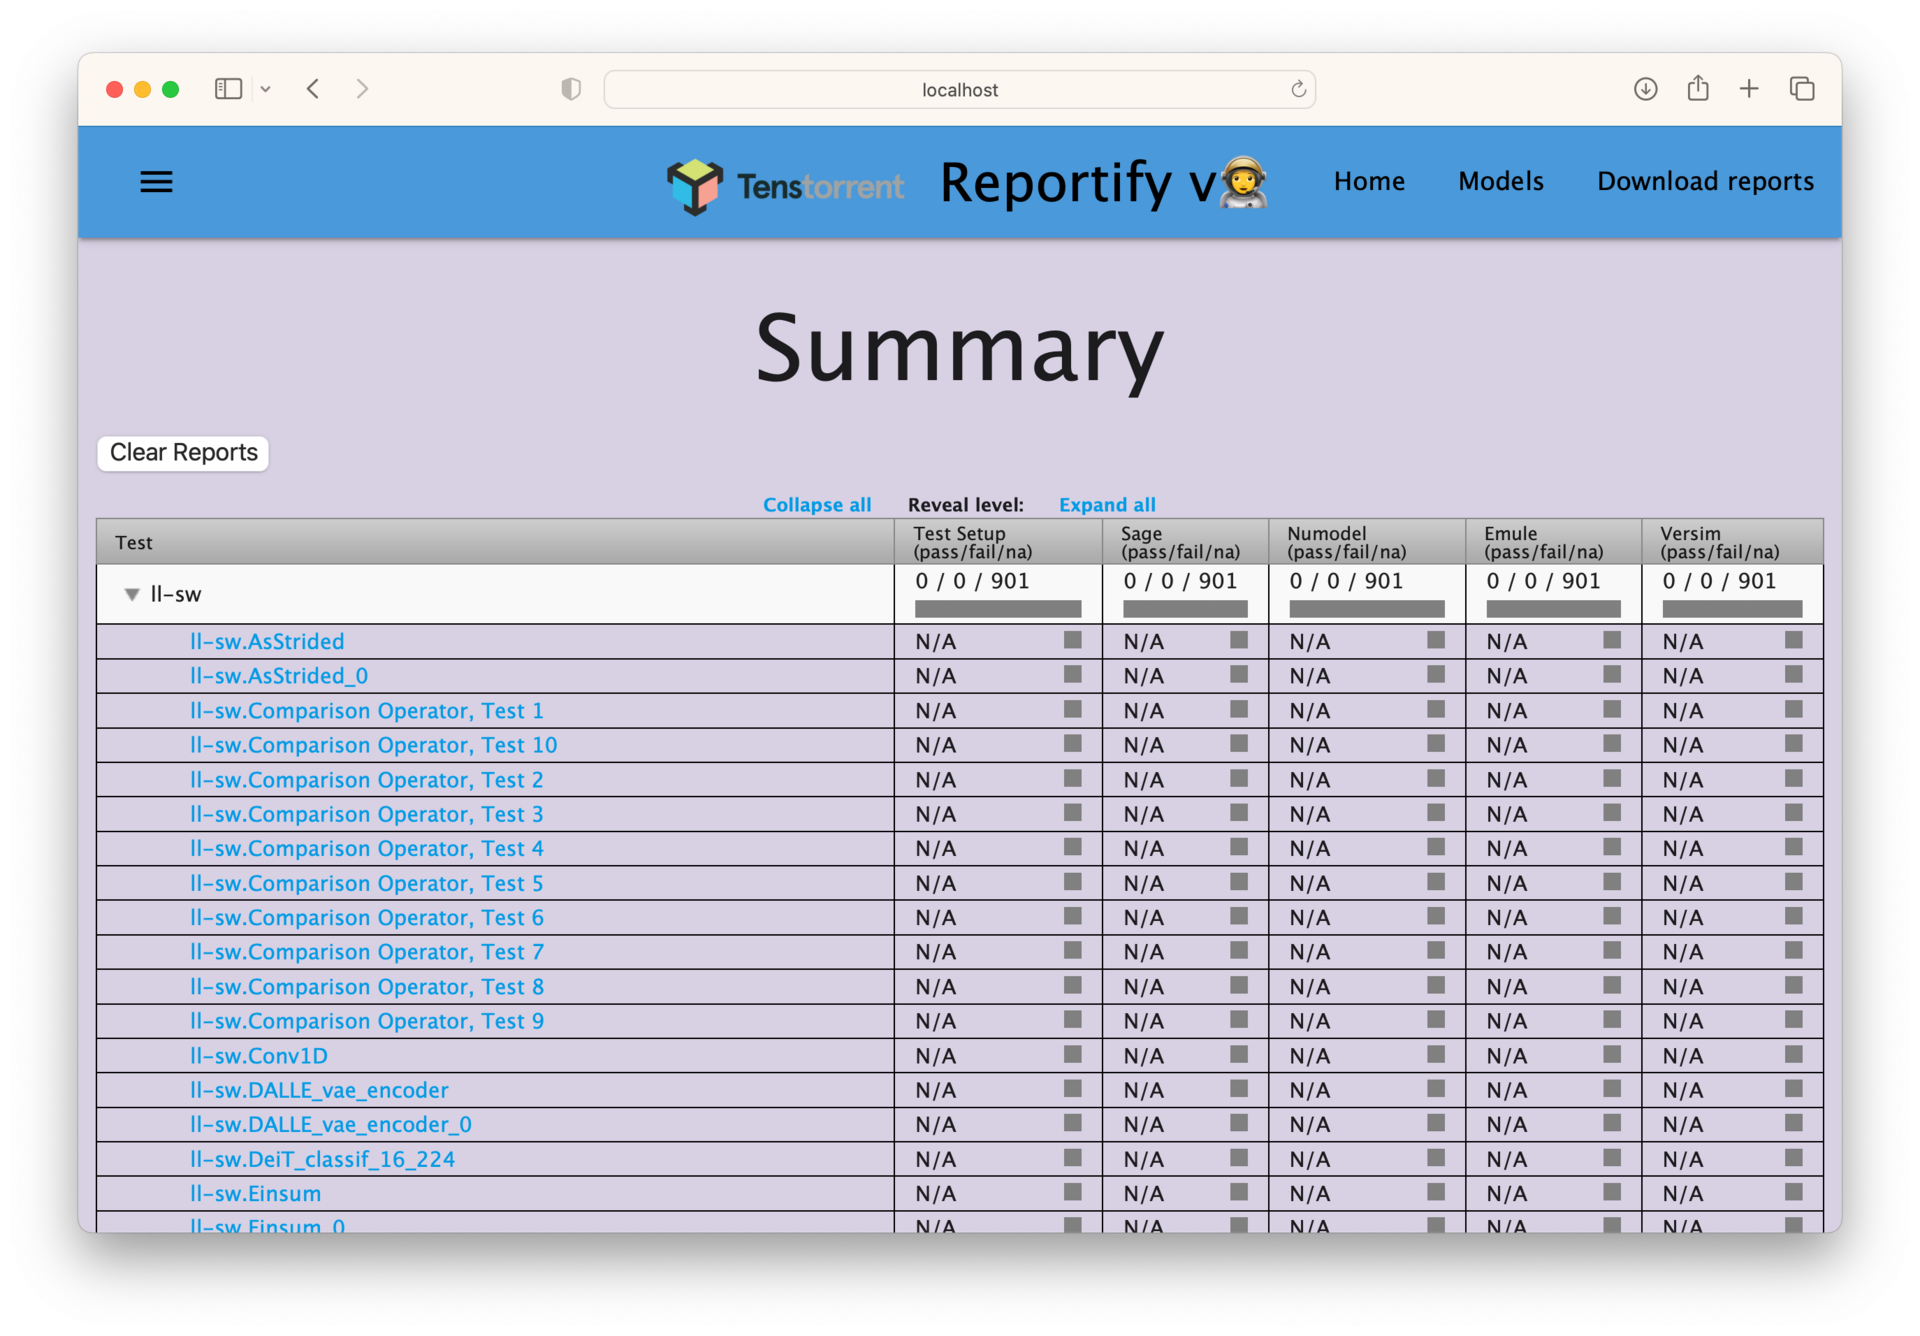 localhost
Tenstorrent Reportify v Home Models Download reports
Summary
Clear Reports
Collapse all Reveal level: Expand all
Test Test Setup (pass/fail/na) Sage (pass/fail/na) Numodel (pass/fail/na) Emule (pass/fail/na) Versim (pass/fail/na)
ll-sw 0 / 0 / 901 0 / 0 / 901 0 / 0 / 901 0 / 0 / 901 0 / 0 / 901
ll-sw.AsStrided N/A N/A N/A N/A N/A
ll-sw.AsStrided_0 N/A N/A N/A N/A N/A
ll-sw.Comparison Operator, Test 1 N/A N/A N/A N/A N/A
ll-sw.Comparison Operator, Test 10 N/A N/A N/A N/A N/A
ll-sw.Comparison Operator, Test 2 N/A N/A N/A N/A N/A
ll-sw.Comparison Operator, Test 3 N/A N/A N/A N/A N/A
ll-sw.Comparison Operator, Test 4 N/A N/A N/A N/A N/A
ll-sw.Comparison Operator, Test 5 N/A N/A N/A N/A N/A
ll-sw.Comparison Operator, Test 6 N/A N/A N/A N/A N/A
ll-sw.Comparison Operator, Test 7 N/A N/A N/A N/A N/A
ll-sw.Comparison Operator, Test 8 N/A N/A N/A N/A N/A
ll-sw.Comparison Operator, Test 9 N/A N/A N/A N/A N/A
ll-sw.Conv1D N/A N/A N/A N/A N/A
ll-sw.DALLE_vae_encoder N/A N/A N/A N/A N/A
ll-sw.DALLE_vae_encoder_0 N/A N/A N/A N/A N/A
ll-sw.DeiT_classif_16_224 N/A N/A N/A N/A N/A
ll-sw.Einsum N/A N/A N/A N/A N/A
ll-sw.Einsum_0 N/A N/A N/A N/A N/A